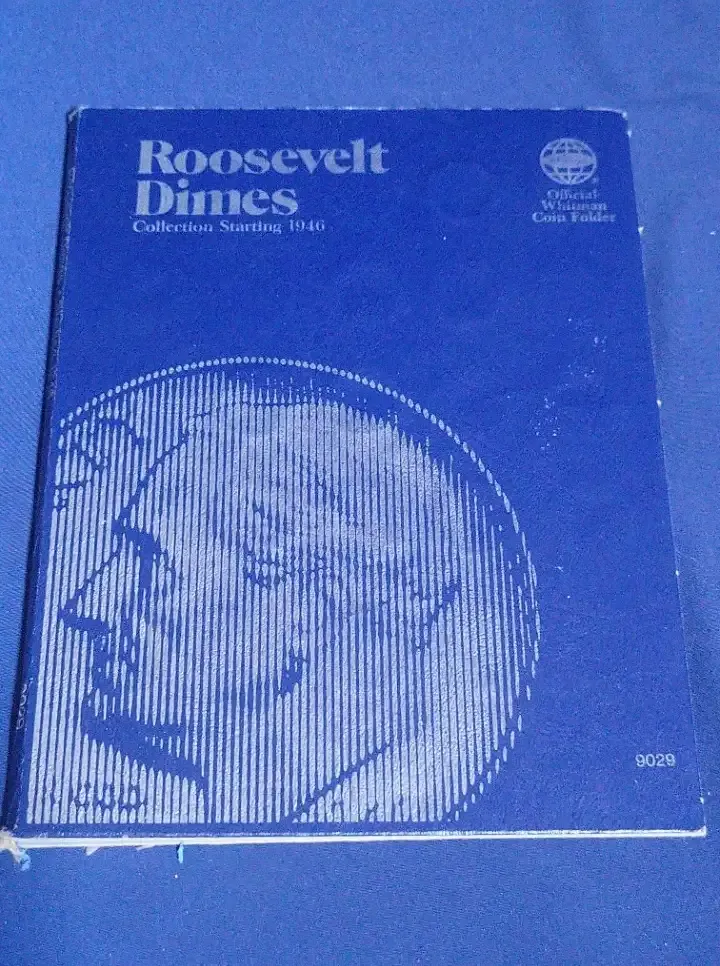 Roosevelt
Dimes
Collection Starting 1946
Official
Whitman
Coin Folder
9029